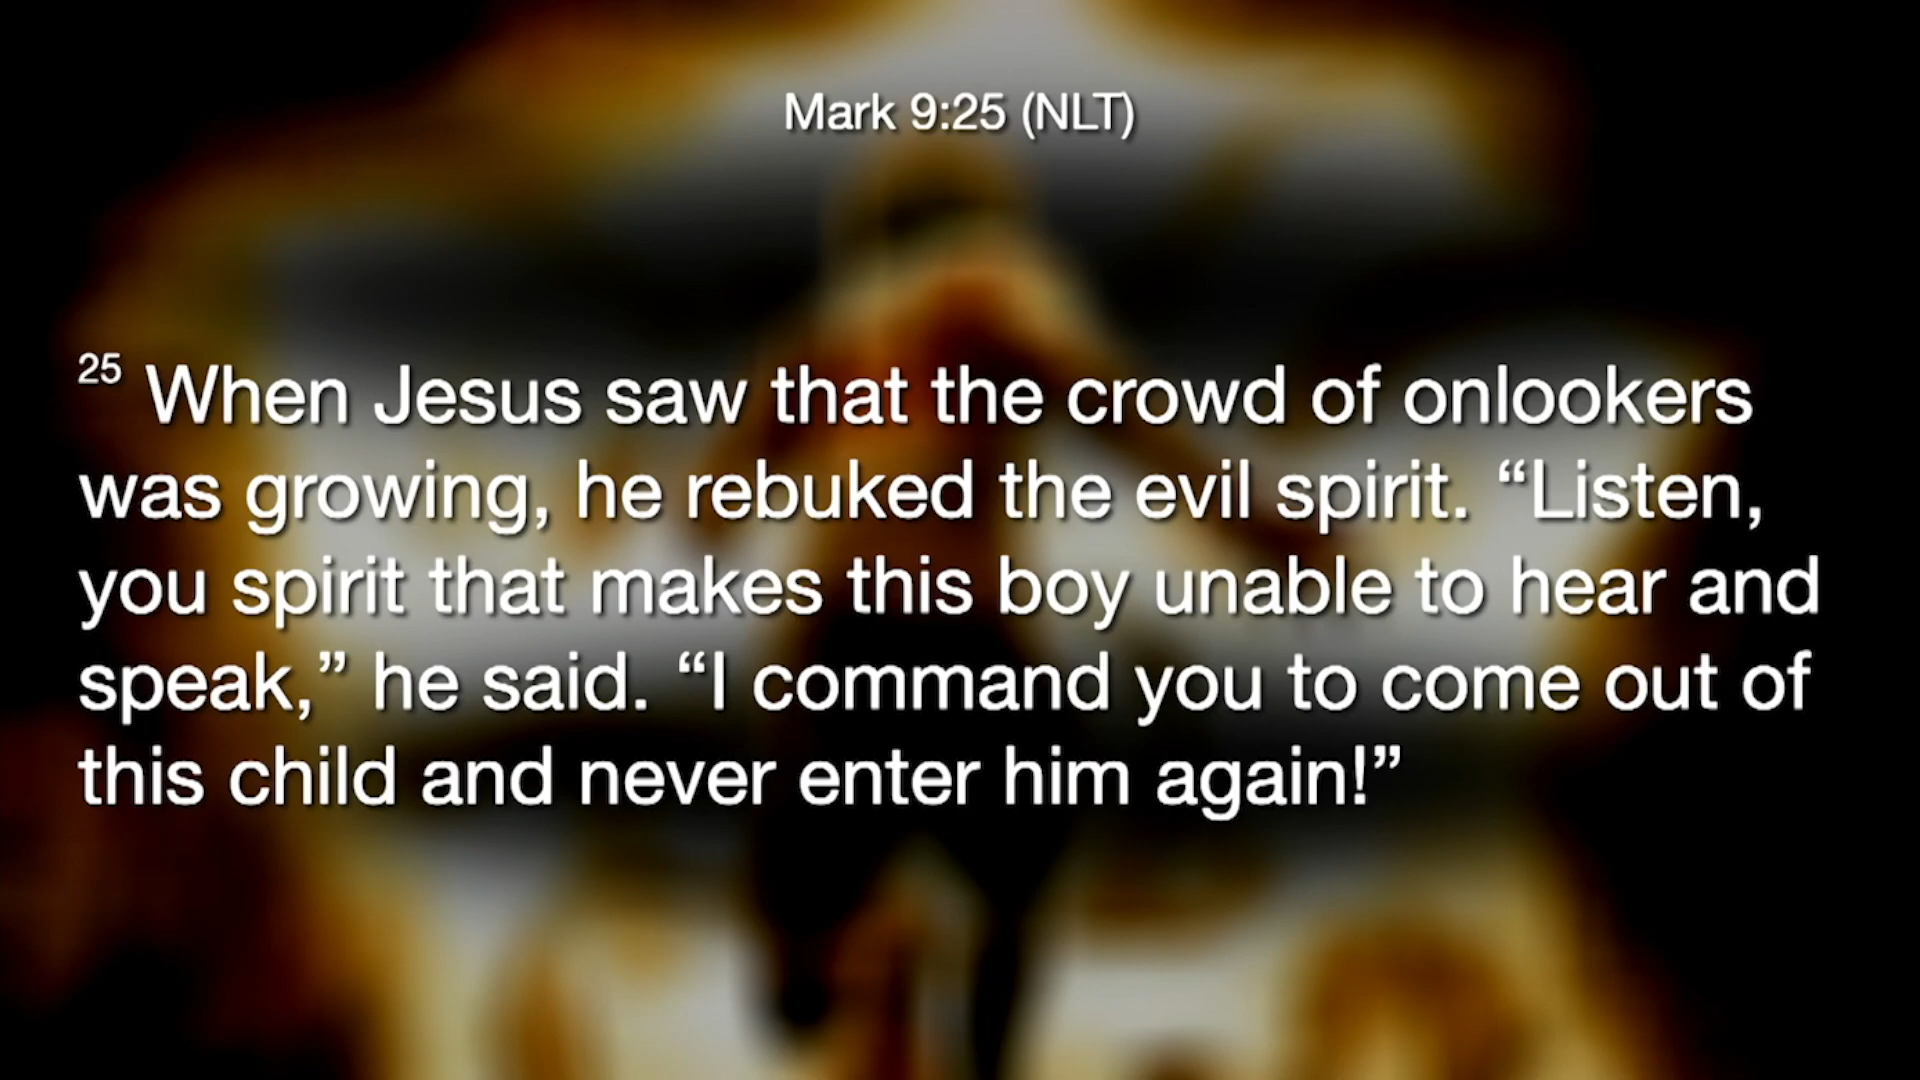 Mark 9:25 (NLT)
25 When Jesus saw that the crowd of onlookers
was growing, he rebuked the evil spirit. “Listen,
you spirit that makes this boy unable to hear and
speak,” he said. “I command you to come out of
this child and never enter him again!”